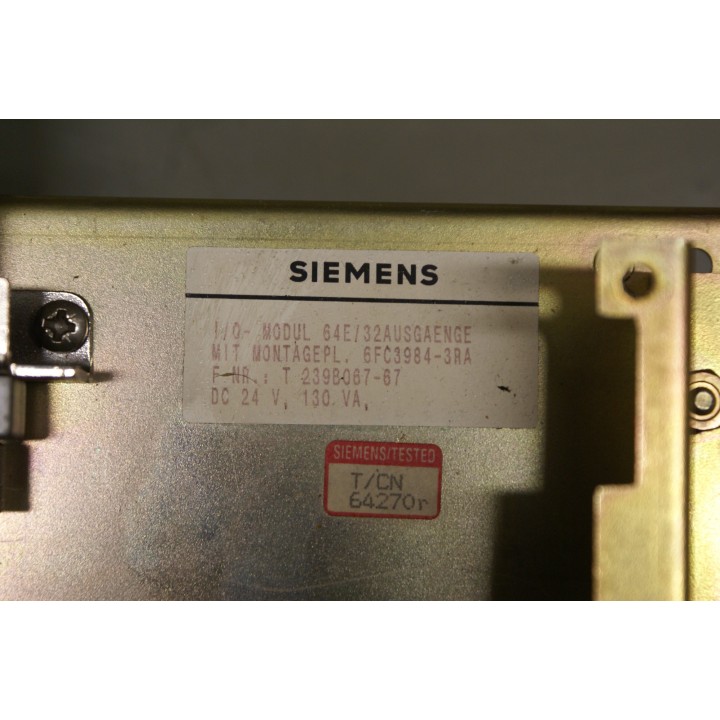 SIEMENS
I/O- MODUL 64E/32AUSGAENGE
MIT MONTAGEPL. 6FC3984-3RA
F-NR.: T 239B067-67
DC 24 V, 130 VA,
SIEMENS/TESTED
T/CN
64270r